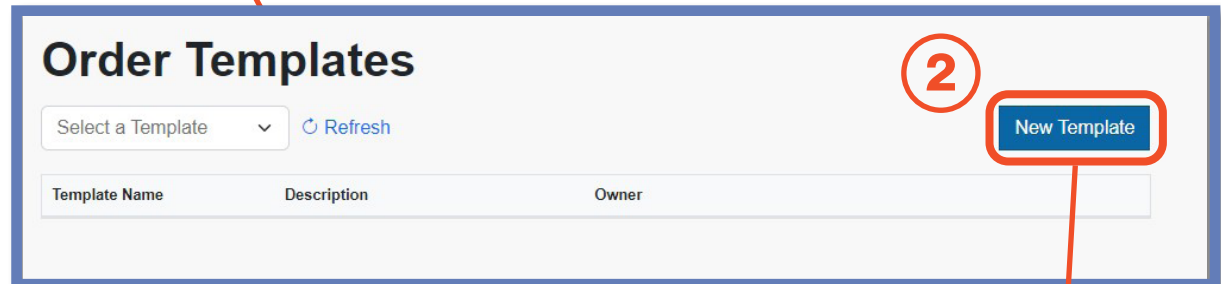 Order Templates
2
Select a Template
Refresh
New Template
Template Name Description Owner